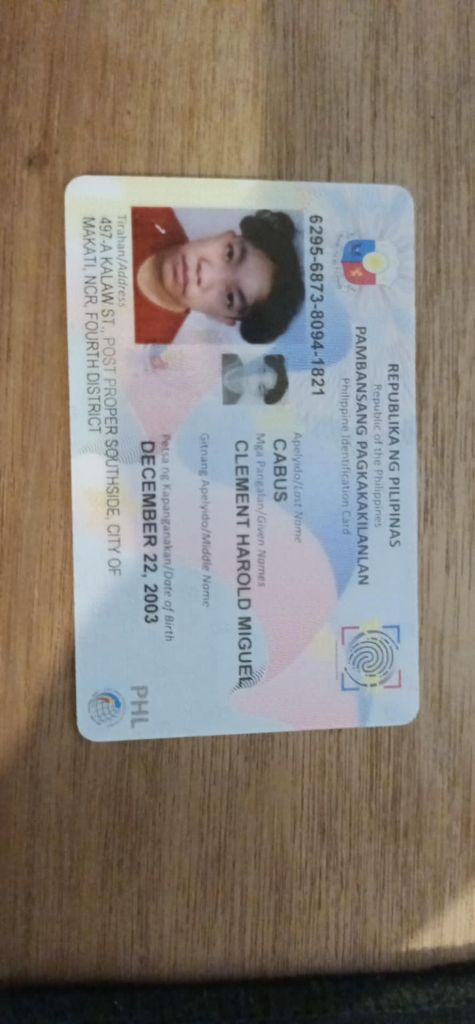 REPUBLIKA NG PILIPINAS
Republic of the Philippines
PAMBANSANG PAGKAKAKILANLAN
Philippine Identification Card
6295-6873-8094-1821
Apelyido/Last Name
CABUS
Mga Pangalan/Given Names
CLEMENT HAROLD MIGUEL
Gitnang Apelyido/Middle Name
Petsa ng Kapanganakan/Date of Birth
DECEMBER 22, 2003
Tirahan/Address
497-A KALAW ST., POST PROPER SOUTHSIDE, CITY OF
MAKATI, NCR, FOURTH DISTRICT
PHL